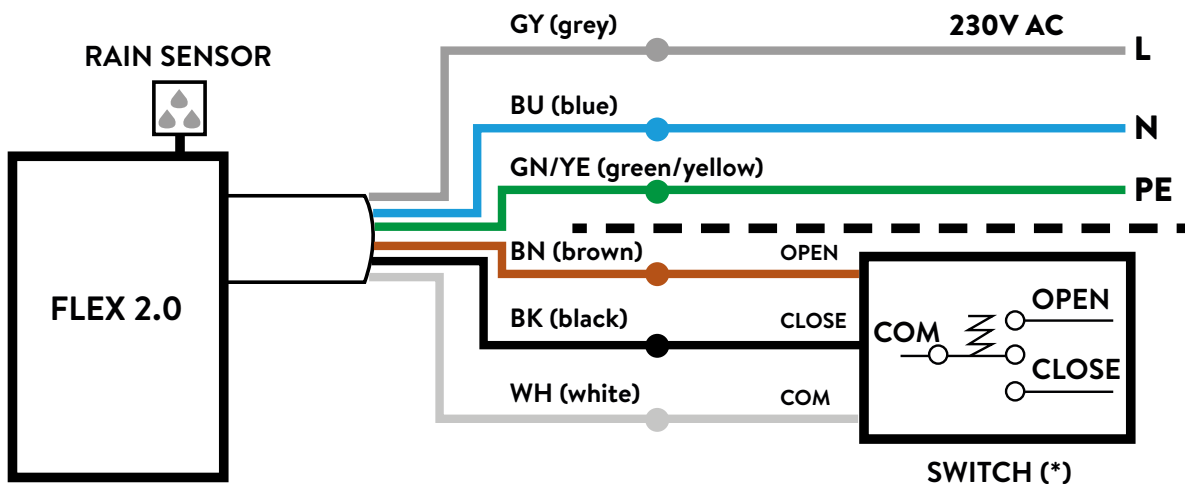 GY (grey)
230V AC
L
RAIN SENSOR
BU (blue)
N
GN/YE (green/yellow)
PE
BN (brown)
OPEN
FLEX 2.0
BK (black)
CLOSE
WH (white)
COM
OPEN
COM
CLOSE
SWITCH (*)